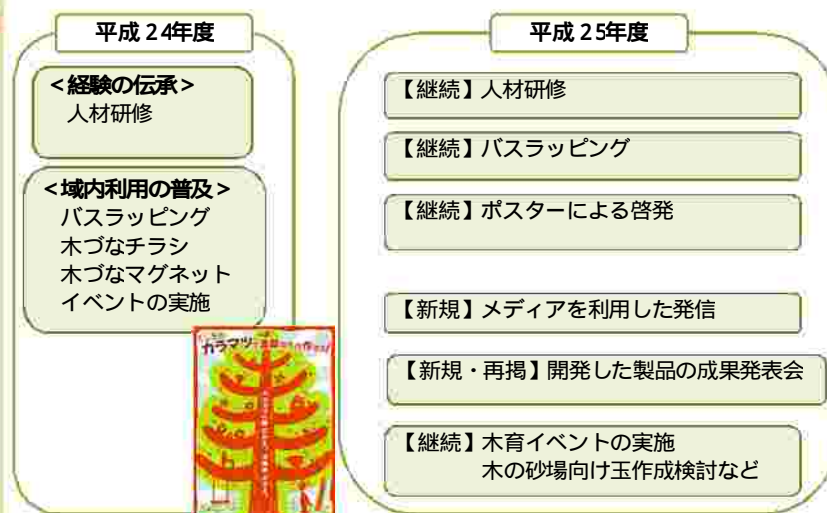 平成24年度
<経験の伝承>
人材研修
<域内利用の普及>
バスラッピング
木づなチラシ
木づなマグネット
イベントの実施
カラマツ
平成25年度
【継続】人材研修
【継続】バスラッピング
【継続】ポスターによる啓発
【新規】メディアを利用した発信
【新規・再掲】開発した製品の成果発表会
【継続】木育イベントの実施
木の砂場向け玉作成検討など